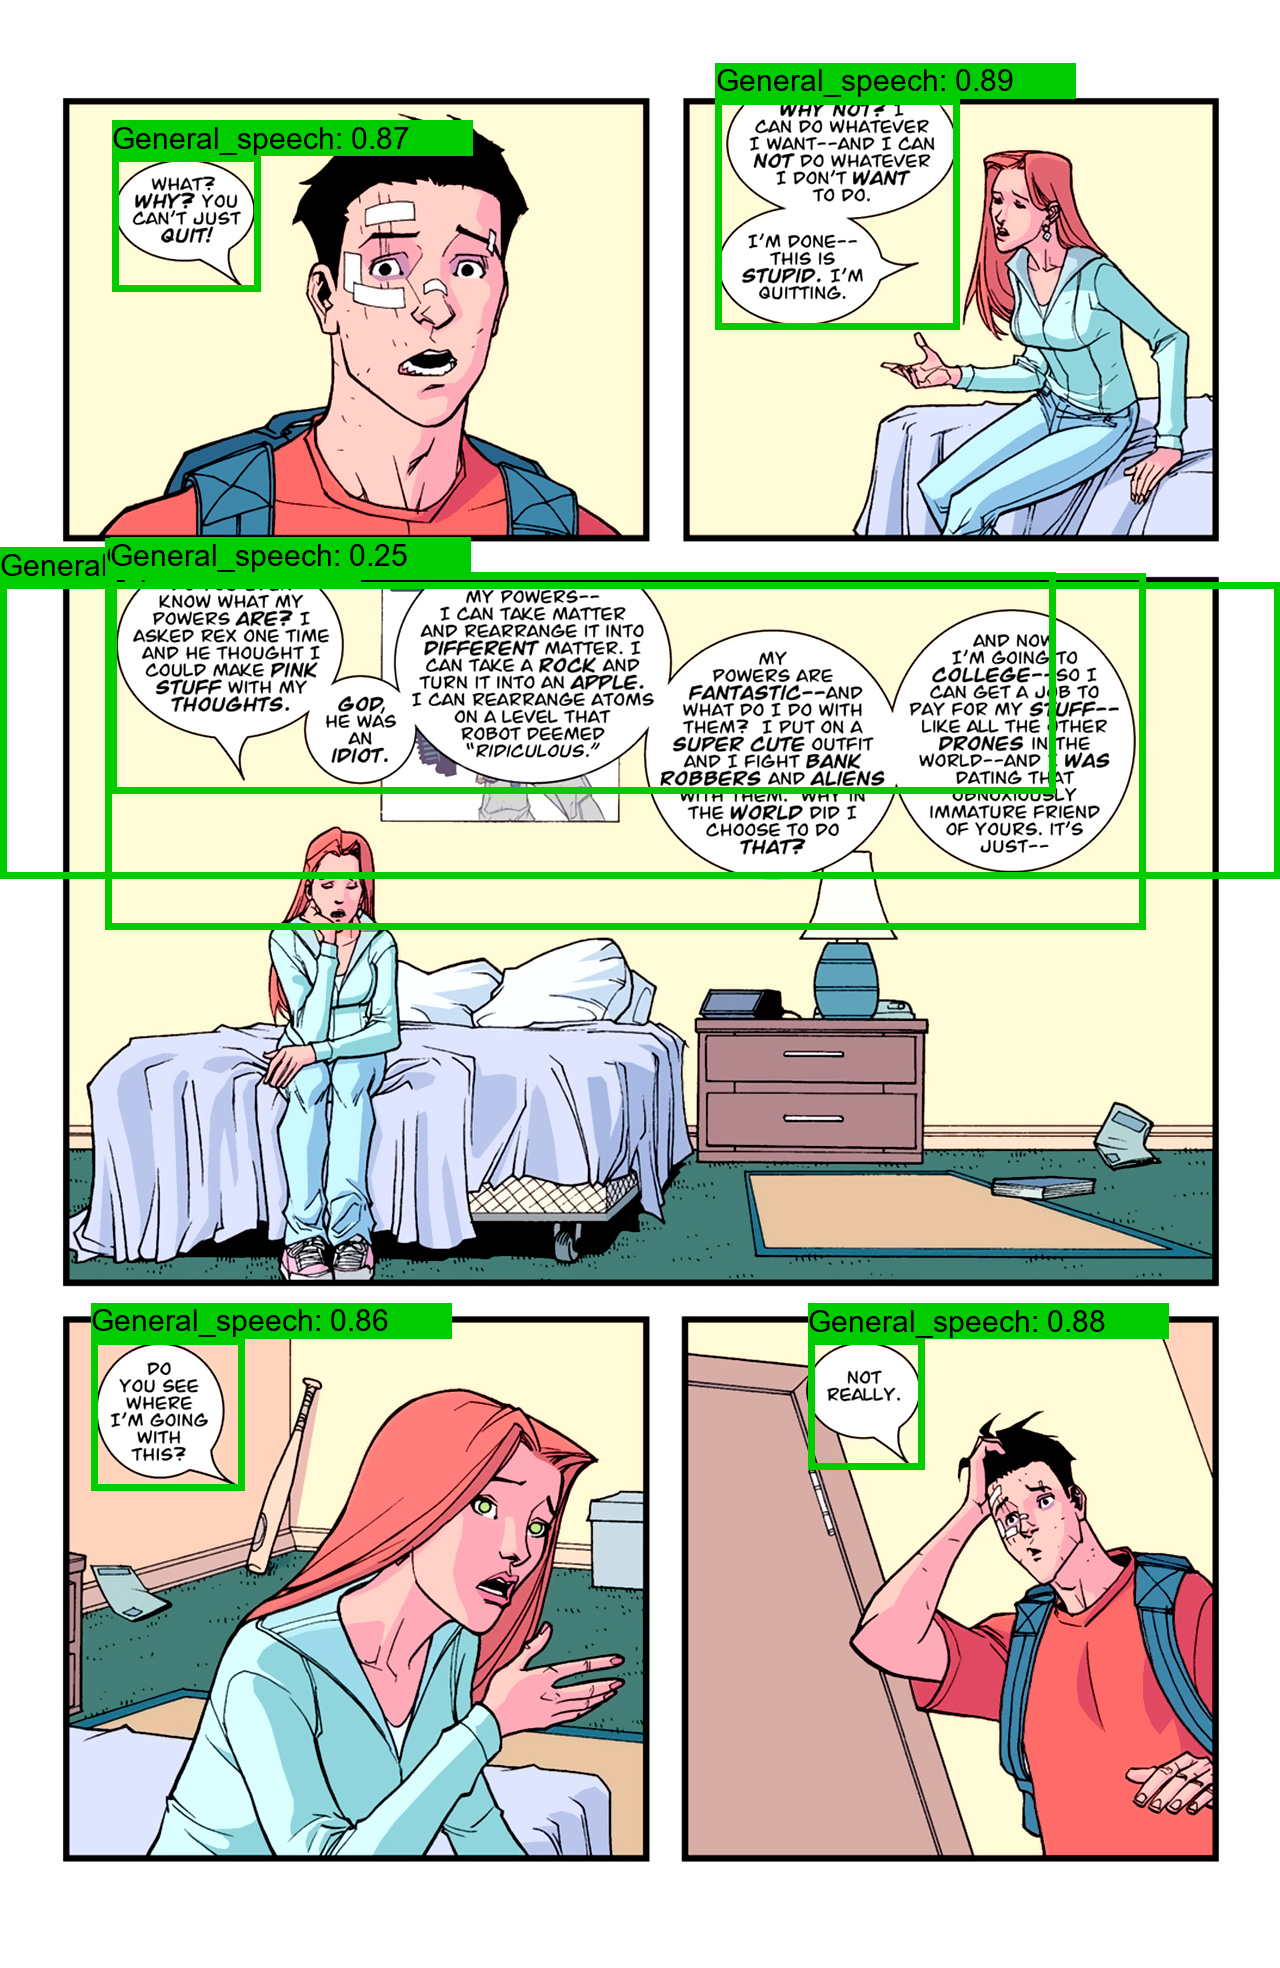 General_speech: 0.87
WHAT?
WHY? YOU
CAN'T JUST
QUIT!
General_speech: 0.89
WHY NOT? I
CAN DO WHATEVER
I WANT--AND I CAN
NOT DO WHATEVER
I DON'T WANT
TO DO.
I'M DONE--
THIS IS
STUPID. I'M
QUITTING.
General
General_speech: 0.25
KNOW WHAT MY
POWERS ARE? I
ASKED REX ONE TIME
AND HE THOUGHT I
COULD MAKE PINK
STUFF WITH MY
THOUGHTS.
GOD,
HE WAS
AN
IDIOT.
MY POWERS--
I CAN TAKE MATTER
AND REARRANGE IT INTO
DIFFERENT MATTER. I
CAN TAKE A ROCK AND
TURN IT INTO AN APPLE.
I CAN REARRANGE ATOMS
ON A LEVEL THAT
ROBOT DEEMED
"RIDICULOUS."
MY
POWERS ARE
FANTASTIC--AND
WHAT DO I DO WITH
THEM? I PUT ON A
SUPER CUTE OUTFIT
AND I FIGHT BANK
ROBBERS AND ALIENS
WITH THEM. WHY IN
THE WORLD DID I
CHOOSE TO DO
THAT?
AND NOW
I'M GOING TO
COLLEGE--SO I
CAN GET A JOB TO
PAY FOR MY STUFF--
LIKE ALL THE OTHER
DRONES IN THE
WORLD--AND I WAS
DATING THAT
OBNOXIOUSLY
IMMATURE FRIEND
OF YOURS. IT'S
JUST--
General_speech: 0.86
DO
YOU SEE
WHERE
I'M GOING
WITH
THIS?
General_speech: 0.88
NOT
REALLY.